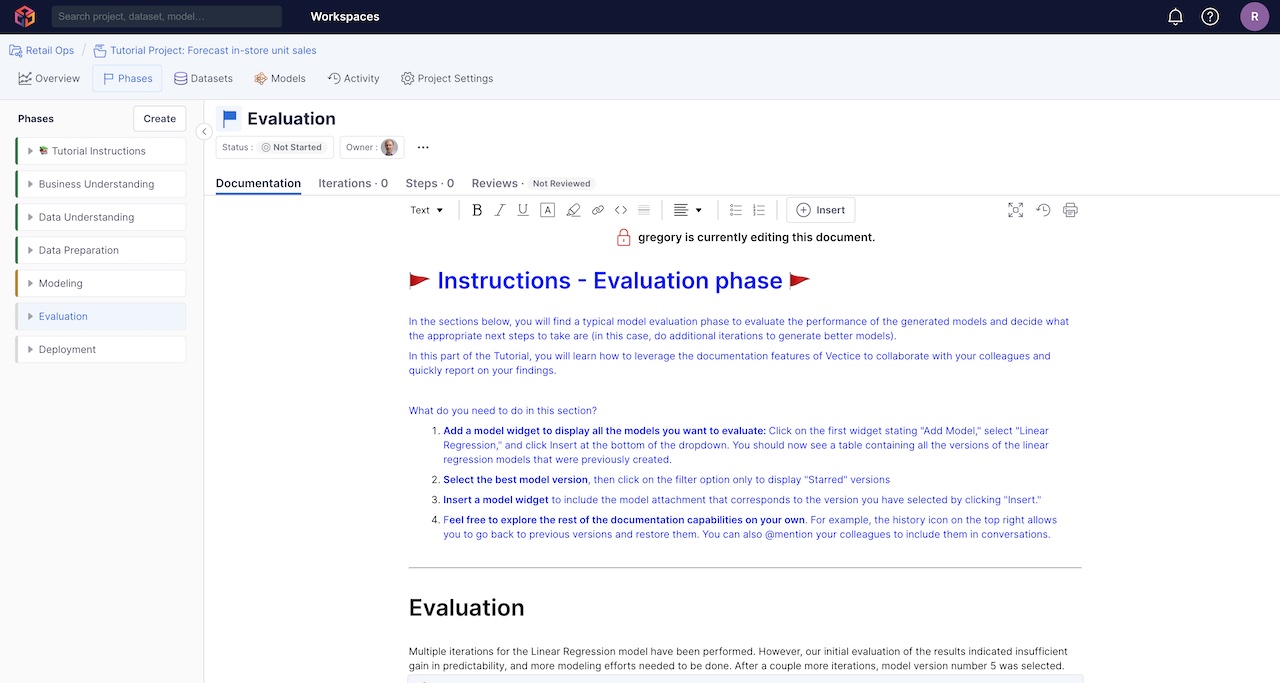 Search project, dataset, model...
Workspaces
R
Retail Ops / Tutorial Project: Forecast in-store unit sales
Overview
Phases
Datasets
Models
Activity
Project Settings
Phases
Create
Tutorial Instructions
Business Understanding
Data Understanding
Data Preparation
Modeling
Evaluation
Deployment
Evaluation
Status : Not Started
Owner :
Documentation
Iterations · 0
Steps · 0
Reviews · Not Reviewed
Text
B I U A
Insert
gregory is currently editing this document.
Instructions - Evaluation phase
In the sections below, you will find a typical model evaluation phase to evaluate the performance of the generated models and decide what
the appropriate next steps to take are (in this case, do additional iterations to generate better models).
In this part of the Tutorial, you will learn how to leverage the documentation features of Vectice to collaborate with your colleagues and
quickly report on your findings.
What do you need to do in this section?
1. Add a model widget to display all the models you want to evaluate: Click on the first widget stating "Add Model," select "Linear
Regression," and click Insert at the bottom of the dropdown. You should now see a table containing all the versions of the linear
regression models that were previously created.
2. Select the best model version, then click on the filter option only to display "Starred" versions
3. Insert a model widget to include the model attachment that corresponds to the version you have selected by clicking "Insert."
4. Feel free to explore the rest of the documentation capabilities on your own. For example, the history icon on the top right allows
you to go back to previous versions and restore them. You can also @mention your colleagues to include them in conversations.
Evaluation
Multiple iterations for the Linear Regression model have been performed. However, our initial evaluation of the results indicated insufficient
gain in predictability, and more modeling efforts needed to be done. After a couple more iterations, model version number 5 was selected.